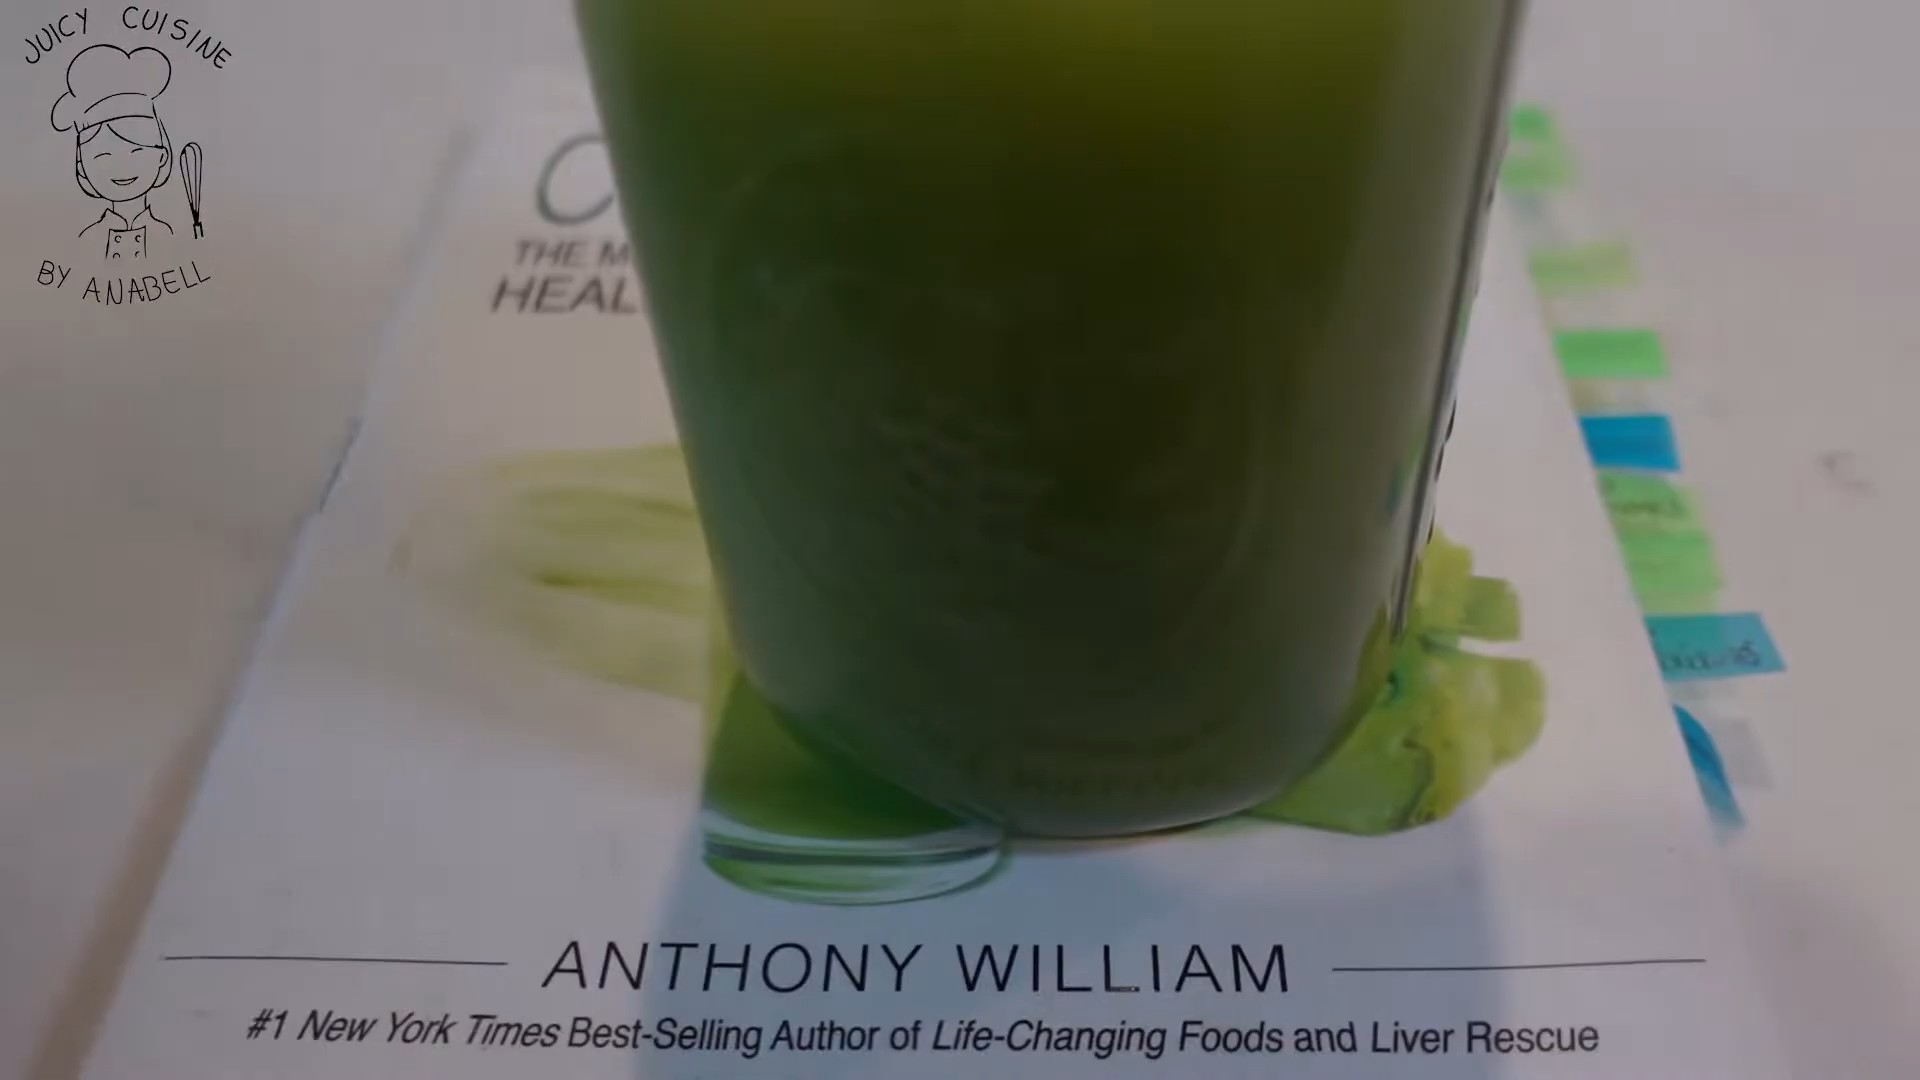 JUICY CUISINE
BY ANABELL
C
THE M
HEAL
ANTHONY WILLIAM
#1 New York Times Best-Selling Author of Life-Changing Foods and Liver Rescue